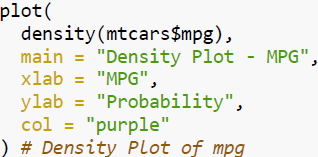 plot(
  density(mtcars$mpg),
  main = "Density Plot - MPG",
  xlab = "MPG",
  ylab = "Probability",
  col = "purple"
) # Density Plot of mpg